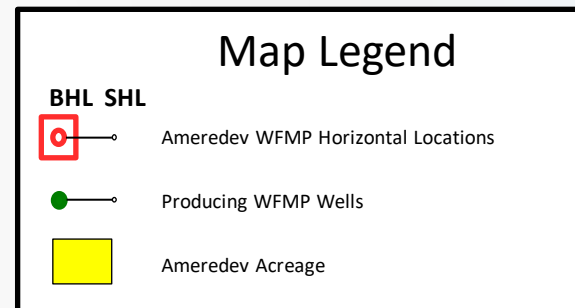 Map Legend
BHL SHL
Ameredev WFMP Horizontal Locations
Producing WFMP Wells
Ameredev Acreage